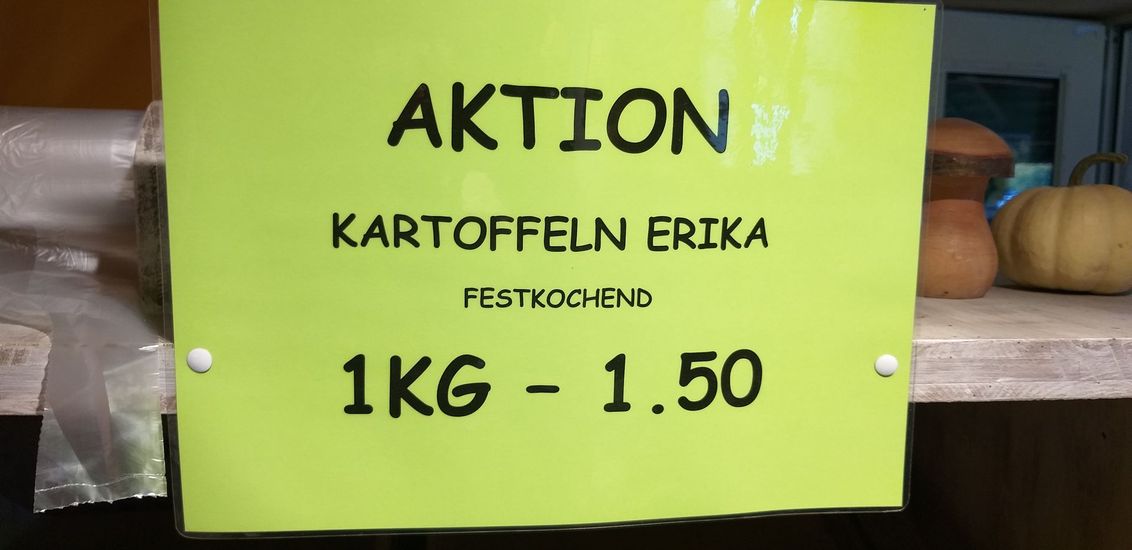 AKTION
KARTOFFELN ERIKA
FESTKOCHEND
1KG - 1.50